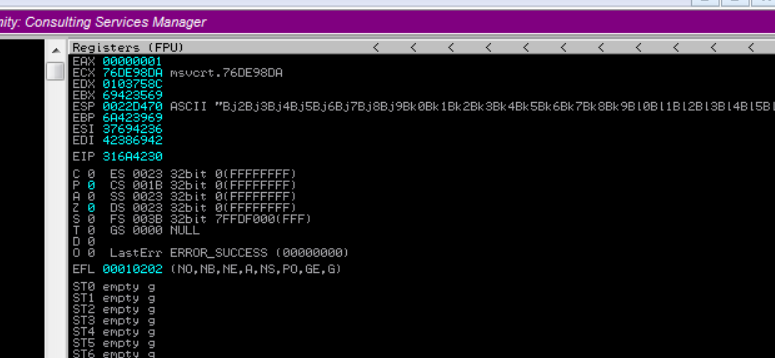 nity: Consulting Services Manager
Registers (FPU) < < < < < < < < < < <
EAX 00000001
ECX 76DE98DA msvcrt.76DE98DA
EDX 0103758C
EBX 69423569
ESP 0022D470 ASCII "Bj2Bj3Bj4Bj5Bj6Bj7Bj8Bj9Bk0Bk1Bk2Bk3Bk4Bk5Bk6Bk7Bk8Bk9Bl0Bl1Bl2Bl3Bl4Bl5Bl
EBP 6A423969
ESI 37694236
EDI 42386942
EIP 316A4230
C 0 ES 0023 32bit 0(FFFFFFFF)
P 0 CS 001B 32bit 0(FFFFFFFF)
A 0 SS 0023 32bit 0(FFFFFFFF)
Z 0 DS 0023 32bit 0(FFFFFFFF)
S 0 FS 003B 32bit 7FFDF000(FFF)
T 0 GS 0000 NULL
D 0
O 0 LastErr ERROR_SUCCESS (00000000)
EFL 00010202 (NO,NB,NE,A,NS,PO,GE,G)
ST0 empty g
ST1 empty g
ST2 empty g
ST3 empty g
ST4 empty g
ST5 empty g
ST6 empty g